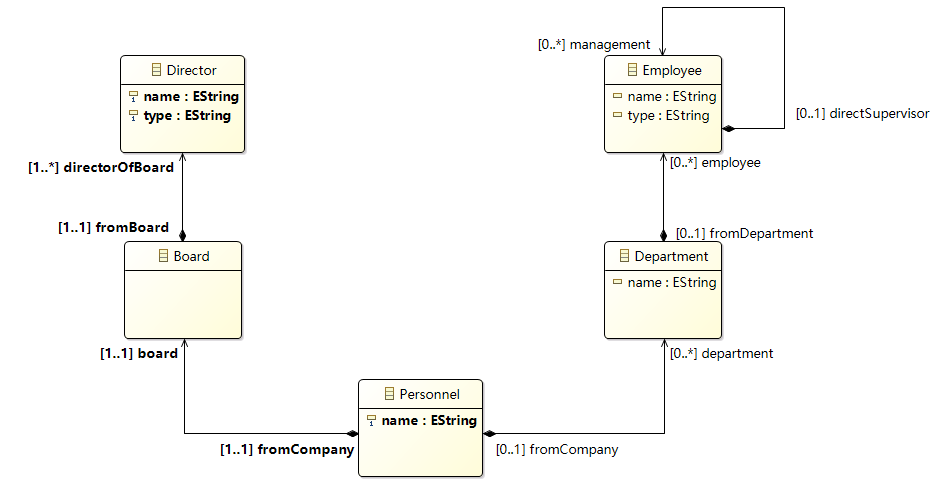 [0..*] management
Director
name : EString
type : EString
Employee
name : EString
type : EString
[0..1] directSupervisor
[1..*] directorOfBoard
[0..*] employee
[1..1] fromBoard
[0..1] fromDepartment
Board
Department
name : EString
[1..1] board
[0..*] department
Personnel
name : EString
[1..1] fromCompany
[0..1] fromCompany